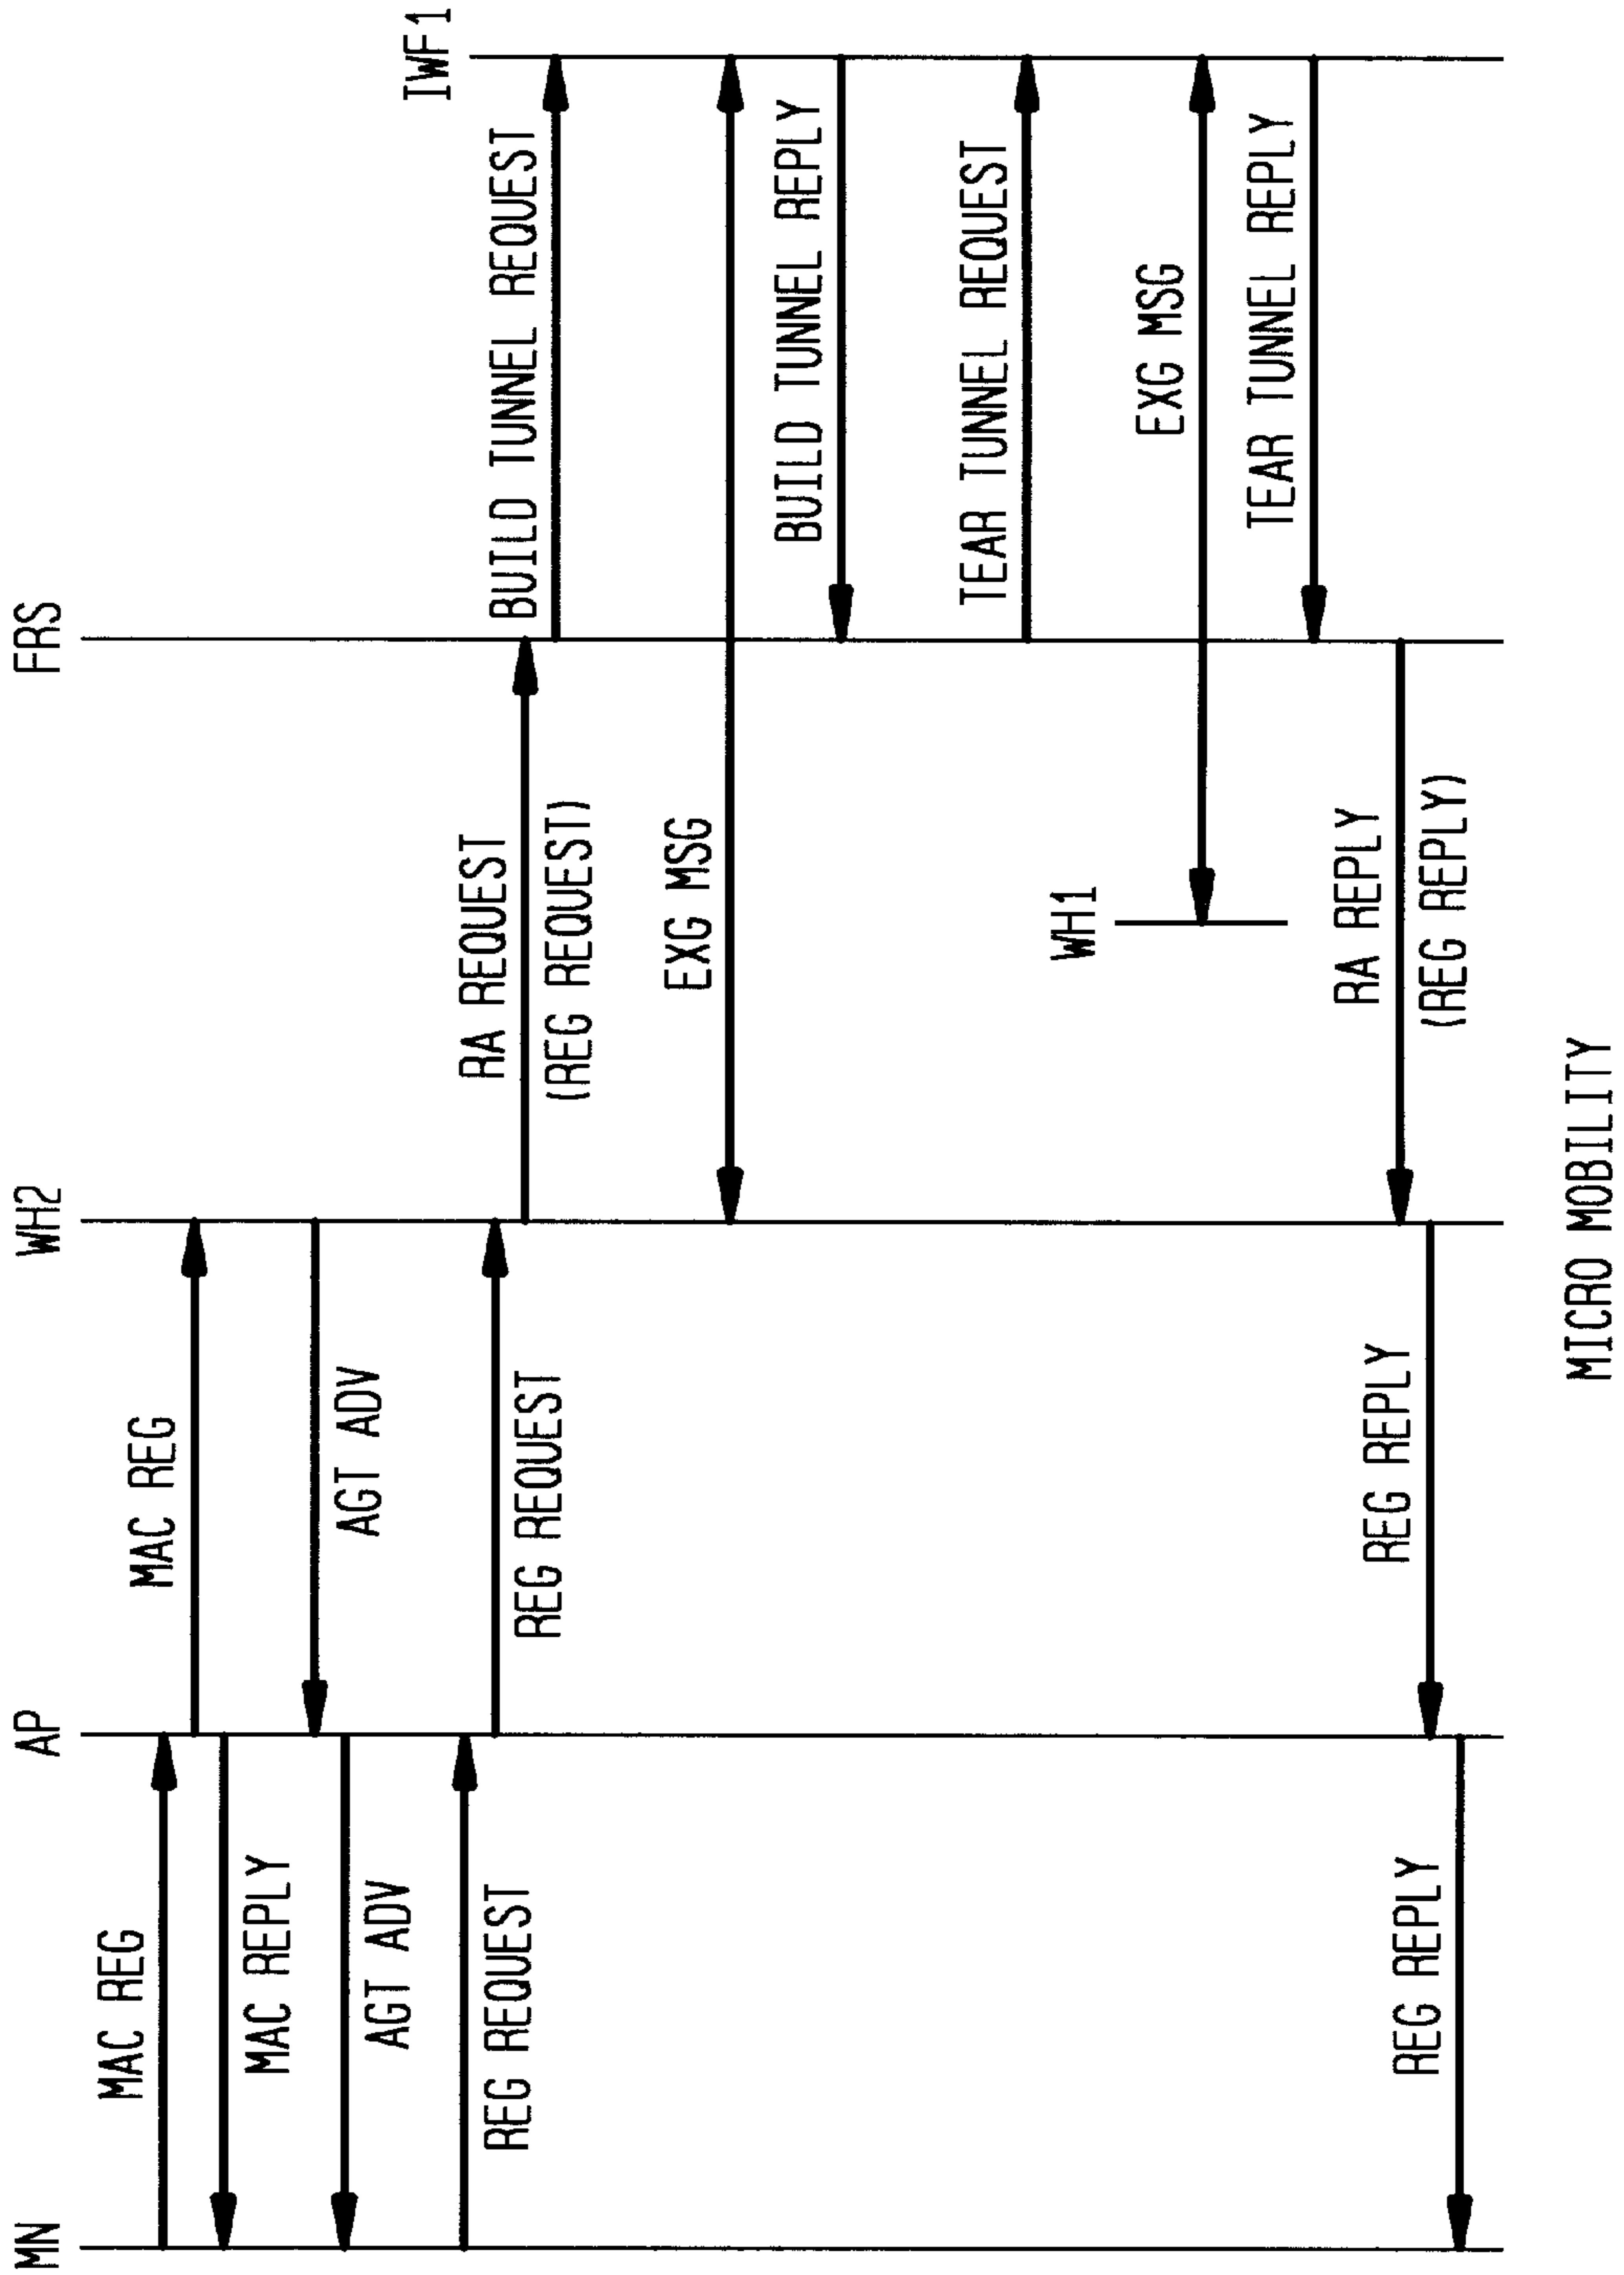 MN
AP
WH2
FRS
IWF1
MAC REG
MAC REG
MAC REPLY
AGT ADV
AGT ADV
REG REQUEST
REG REQUEST
RA REQUEST
(REG REQUEST)
BUILD TUNNEL REQUEST
EXG MSG
BUILD TUNNEL REPLY
TEAR TUNNEL REQUEST
WH1
EXG MSG
TEAR TUNNEL REPLY
RA REPLY
(REG REPLY)
REG REPLY
REG REPLY
MICRO MOBILITY